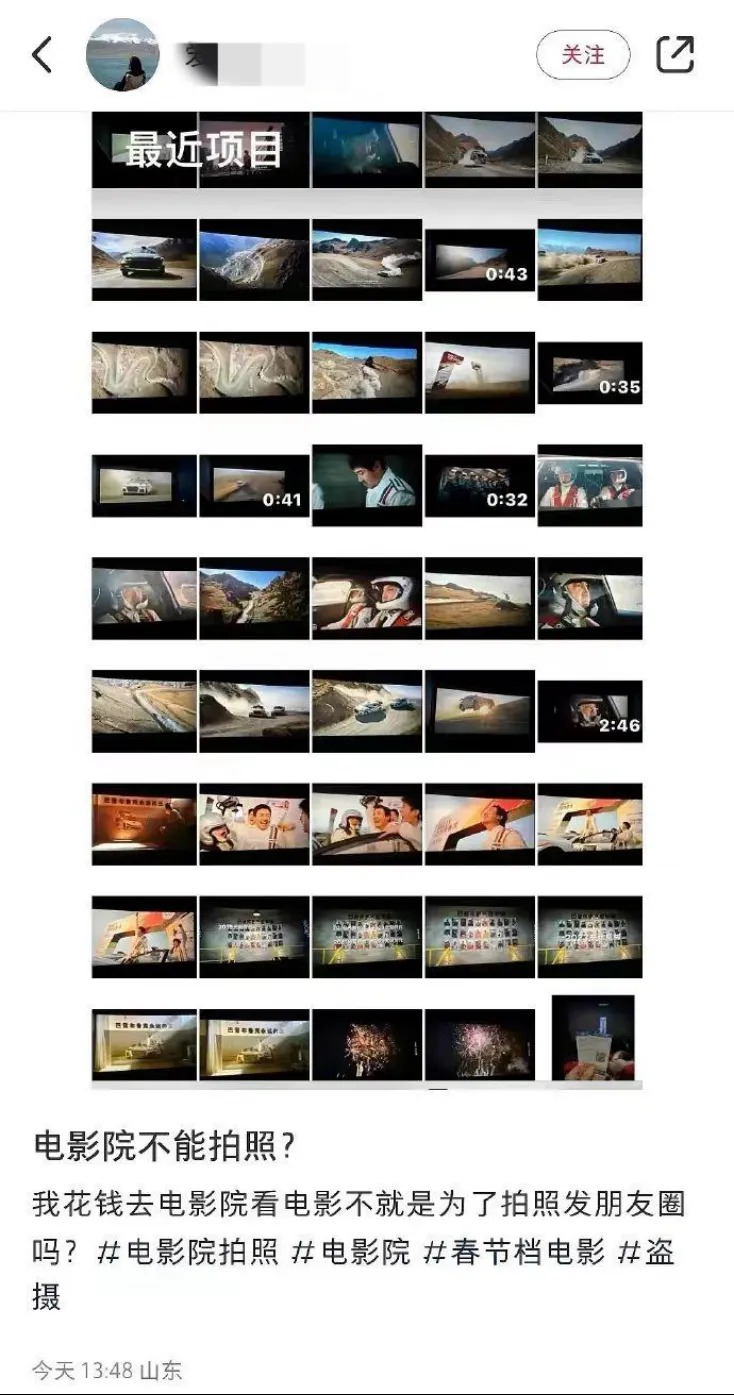 关注
最近项目
0:43
0:35
0:41
0:32
2:46
电影院不能拍照？
我花钱去电影院看电影不就是为了拍照发朋友圈
吗？#电影院拍照 #电影院 #春节档电影 #盗
摄
今天 13:48 山东